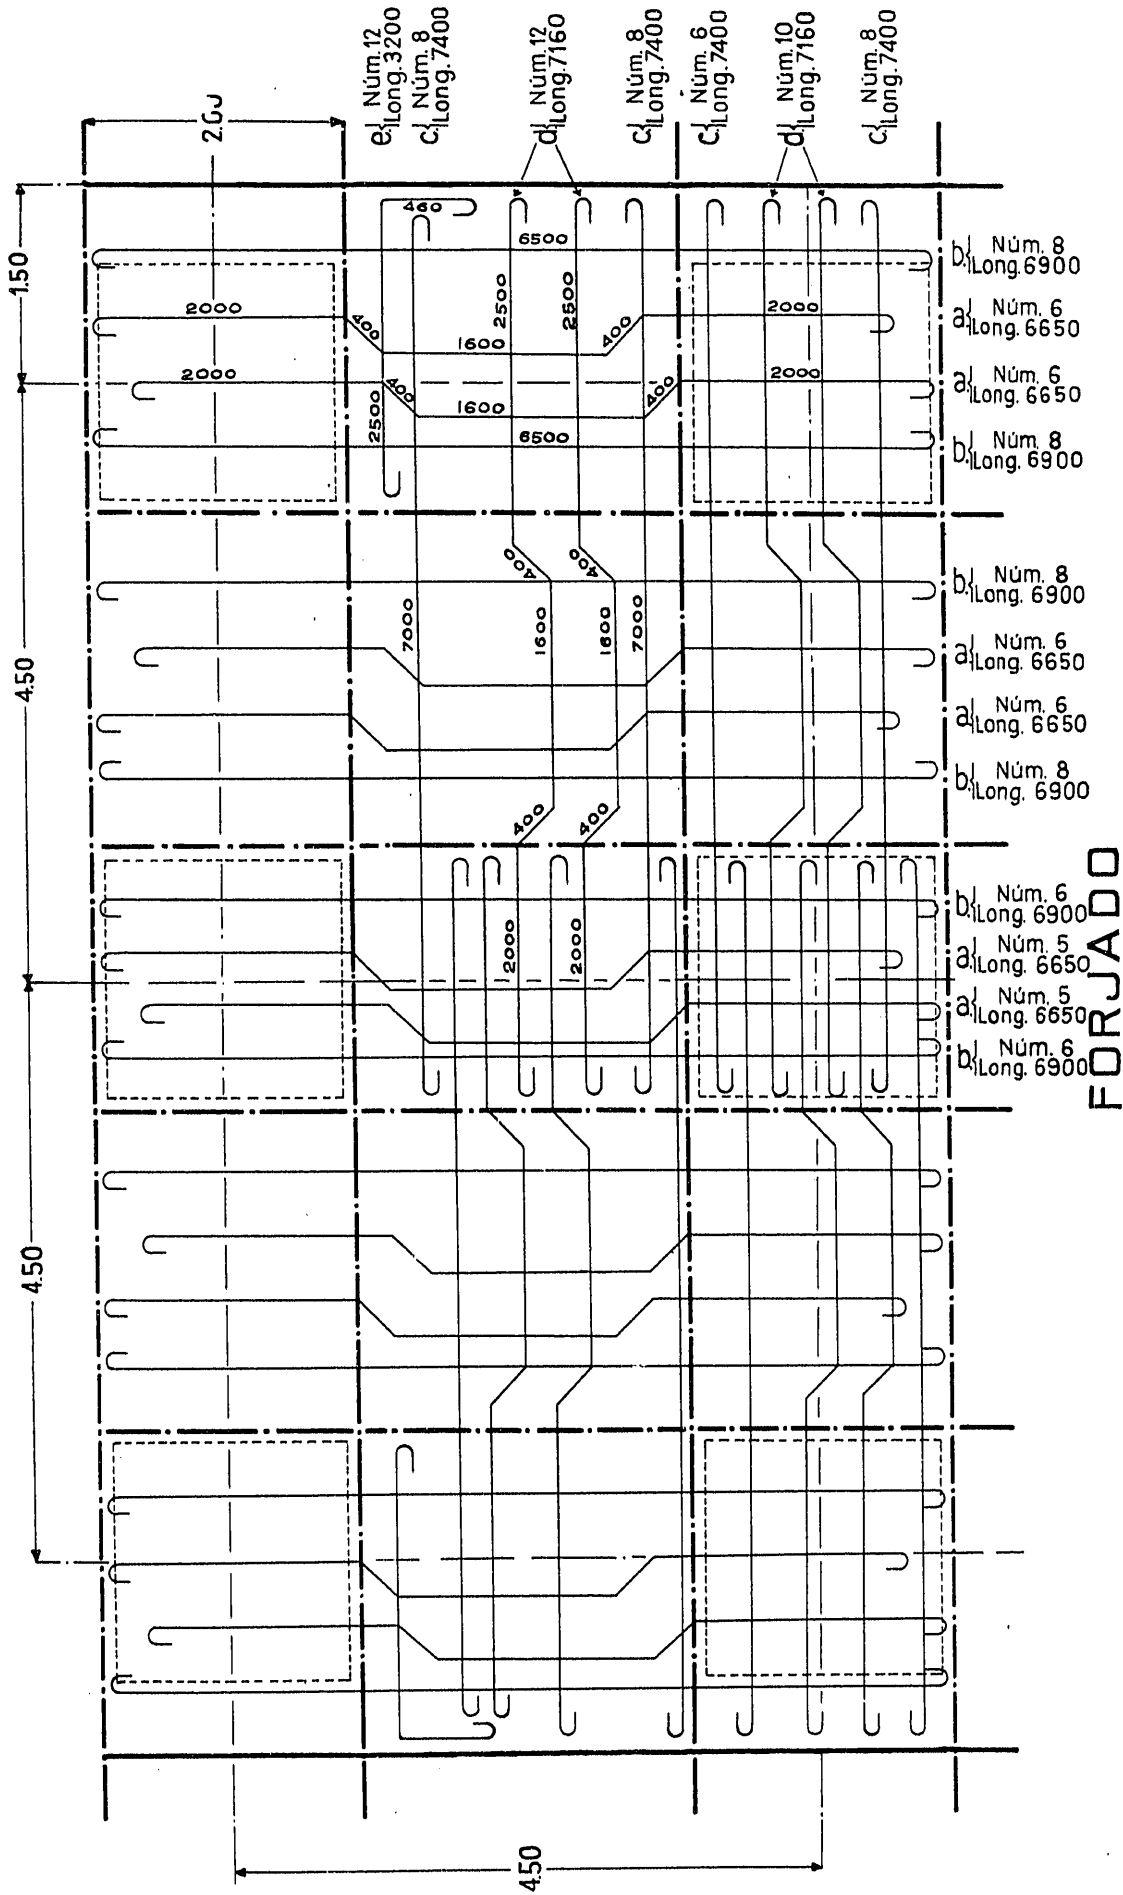 e{ Núm.12
Long.3200
c{ Núm. 8
Long.7400
d{ Núm.12
Long.7160
c{ Núm. 8
Long.7400
c{ Núm. 6
Long.7400
d{ Núm.10
Long.7160
c{ Núm. 8
Long.7400
1.50
460
6500
2500
2500
2000
400
1600
400
2000
2000
400
1600
400
2000
2500
6500
b{ Núm. 8
Long. 6900
a{ Núm. 6
Long. 6650
a{ Núm. 6
Long. 6650
b{ Núm. 8
Long. 6900
4.50
400
400
7000
1600
1600
7000
400
400
b{ Núm. 8
Long. 6900
a{ Núm. 6
Long. 6650
a{ Núm. 6
Long. 6650
b{ Núm. 8
Long. 6900
2000
2000
b{ Núm. 6
Long. 6900
a{ Núm. 5
Long. 6650
a{ Núm. 5
Long. 6650
b{ Núm. 6
Long. 6900
FORJADO
4.50
4.50